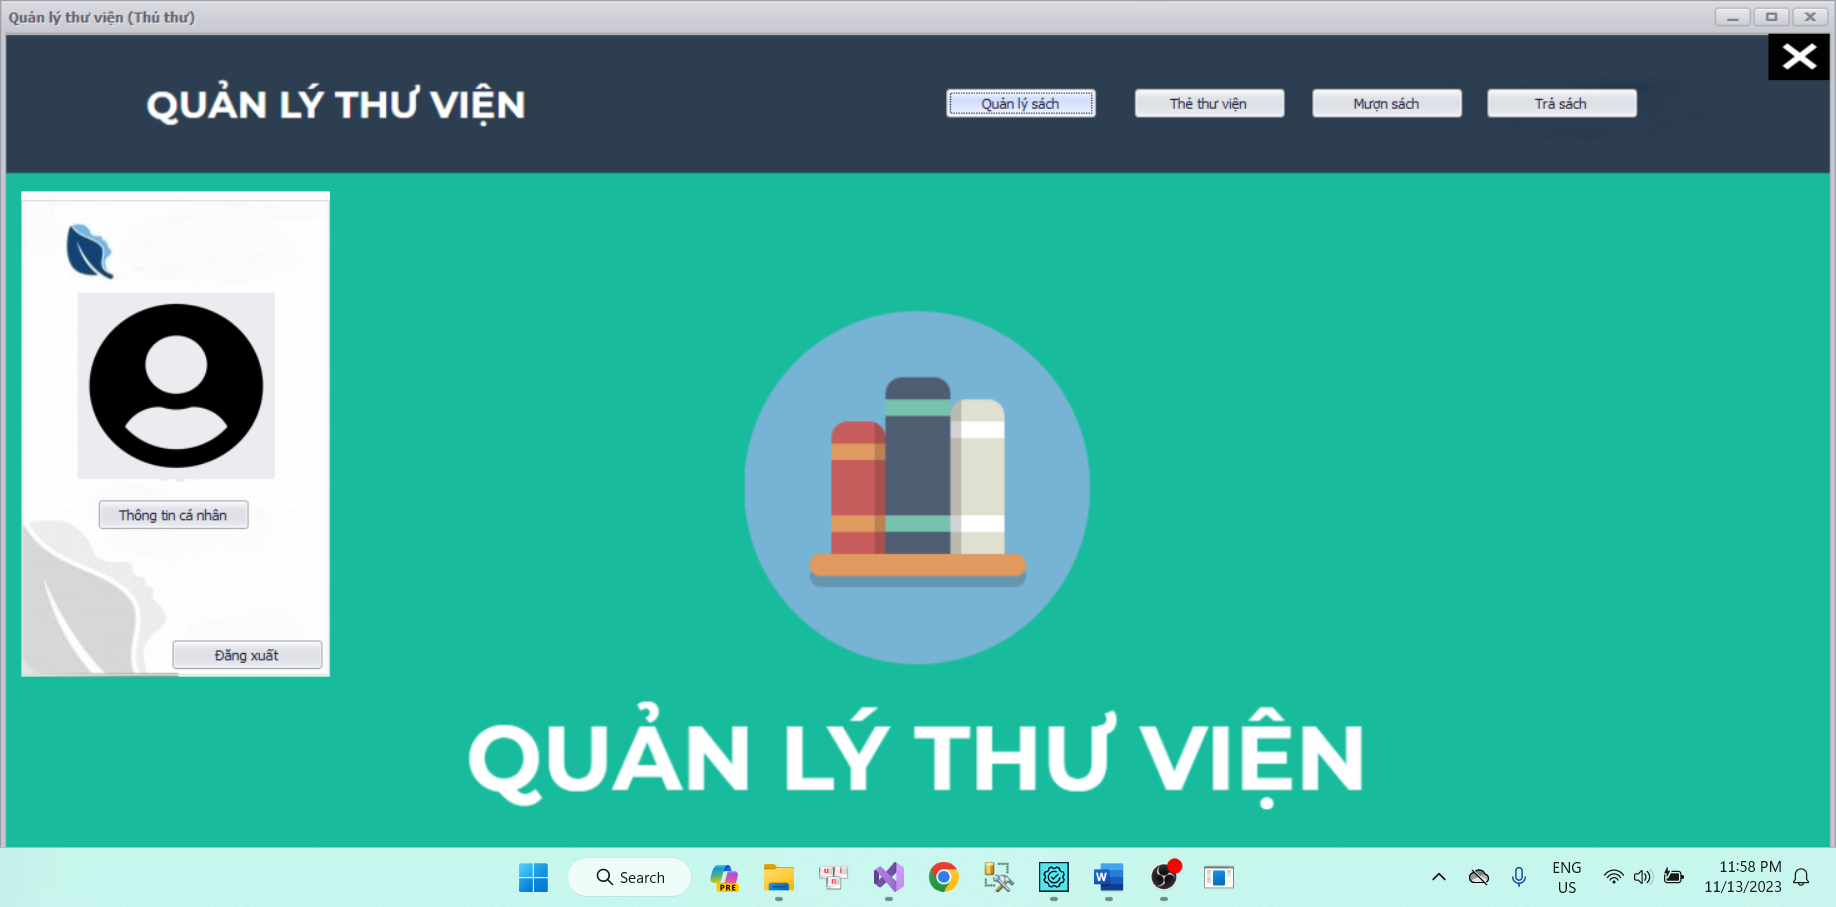 Quản lý thư viện (Thủ thư)
QUẢN LÝ THƯ VIỆN
Quản lý sách
Thẻ thư viện
Mượn sách
Trả sách
Thông tin cá nhân
Đăng xuất
QUẢN LÝ THƯ VIỆN
Search
PRE
u i
n
W
ENG
US
11:58 PM
11/13/2023